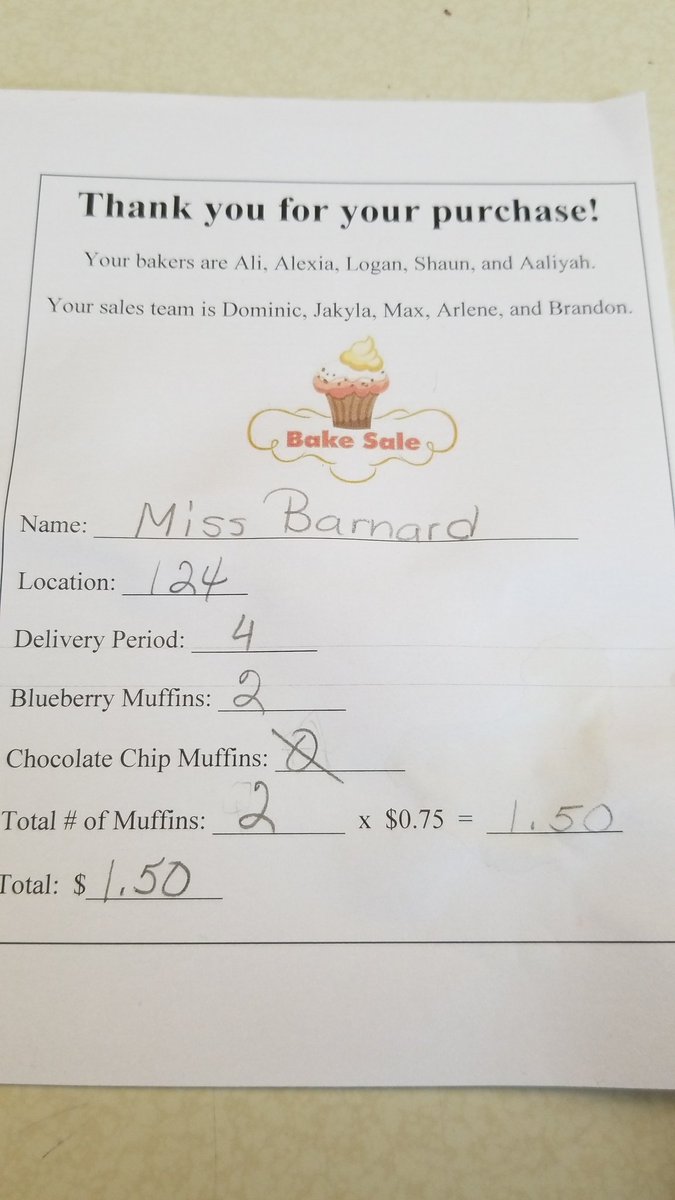 Thank you for your purchase!
Your bakers are Ali, Alexia, Logan, Shaun, and Aaliyah.
Your sales team is Dominic, Jakyla, Max, Arlene, and Brandon.
Bake Sale
Name: Miss Barnard
Location: 124
Delivery Period: 4
Blueberry Muffins: 2
Chocolate Chip Muffins:
Total # of Muffins: 2 x $0.75 = 1.50
Total: $ 1.50